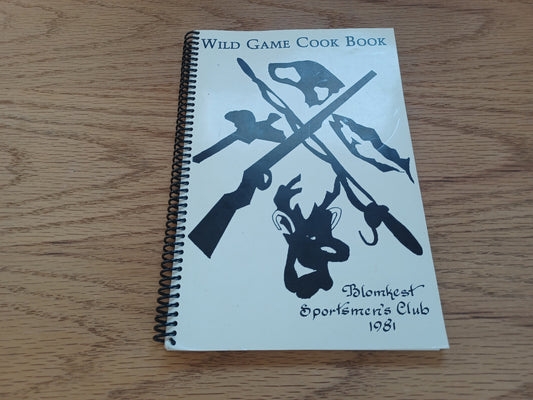 Wild Game Cook Book
Blomkest
Sportsmen's Club
1981